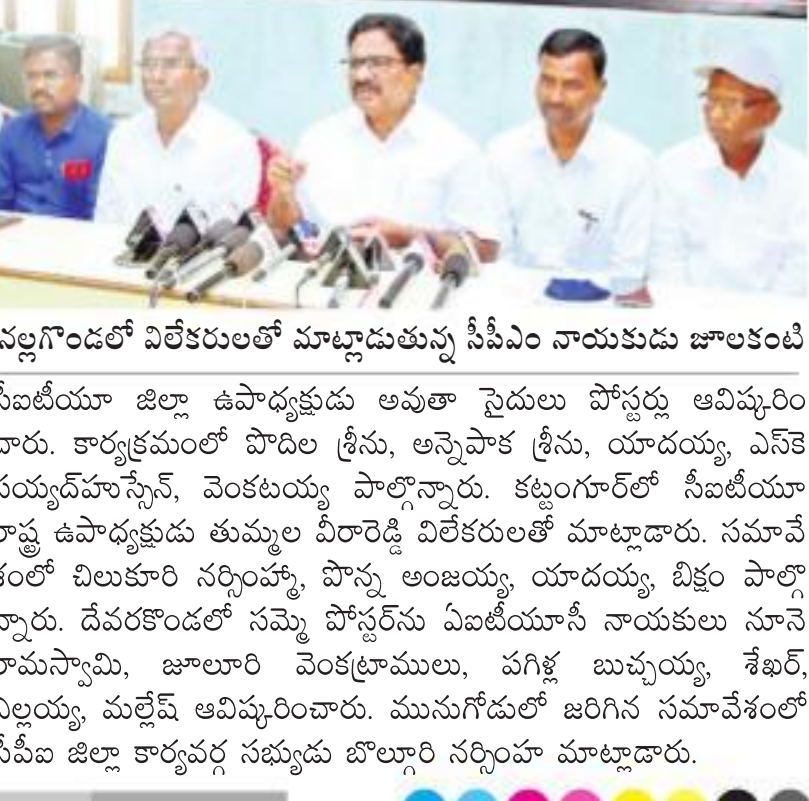 నల్లగొండలో విలేకరులతో మాట్లాడుతున్న సీపీఎం నాయకుడు జూలకంటి
సీఐటీయూ జిల్లా ఉపాధ్యక్షుడు అవుతా సైదులు పోస్టర్లు ఆవిష్కరిం
చారు. కార్యక్రమంలో పొదిల శ్రీను, అన్నెపాక శ్రీను, యాదయ్య, ఎస్‌కె
సయ్యద్‌హుస్సేన్, వెంకటయ్య పాల్గొన్నారు. కట్టంగూర్‌లో సీఐటీయూ
రాష్ట్ర ఉపాధ్యక్షుడు తుమ్మల వీరారెడ్డి విలేకరులతో మాట్లాడారు. సమావే
శంలో చిలుకూరి నర్సింహ్మా, పొన్న అంజయ్య, యాదయ్య, బిక్షం పాల్గొ
న్నారు. దేవరకొండలో సమ్మె పోస్టర్‌ను ఏఐటీయూసీ నాయకులు నూనె
రామస్వామి, జూలూరి వెంకట్రాములు, పగిళ్ల బుచ్చయ్య, శేఖర్,
ఎల్లయ్య, మల్లేష్ ఆవిష్కరించారు. మునుగోడులో జరిగిన సమావేశంలో
సీపీఐ జిల్లా కార్యవర్గ సభ్యుడు బొల్గూరి నర్సింహ మాట్లాడారు.